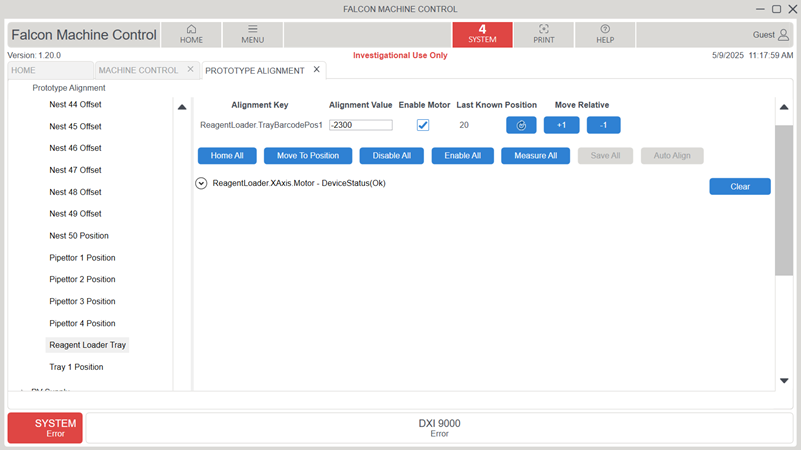 FALCON MACHINE CONTROL
Falcon Machine Control
HOME
MENU
4
SYSTEM
PRINT
HELP
Guest
Version: 1.20.0
Investigational Use Only
5/9/2025 11:17:59 AM
HOME
MACHINE CONTROL
PROTOTYPE ALIGNMENT
Prototype Alignment
Nest 44 Offset
Nest 45 Offset
Nest 46 Offset
Nest 47 Offset
Nest 48 Offset
Nest 49 Offset
Nest 50 Position
Pipettor 1 Position
Pipettor 2 Position
Pipettor 3 Position
Pipettor 4 Position
Reagent Loader Tray
Tray 1 Position
Alignment Key Alignment Value Enable Motor Last Known Position Move Relative
ReagentLoader.TrayBarcodePos1 -2300 20 +1 -1
Home All Move To Position Disable All Enable All Measure All Save All Auto Align
ReagentLoader.XAxis.Motor - DeviceStatus(Ok)
Clear
SYSTEM
Error
DXI 9000
Error